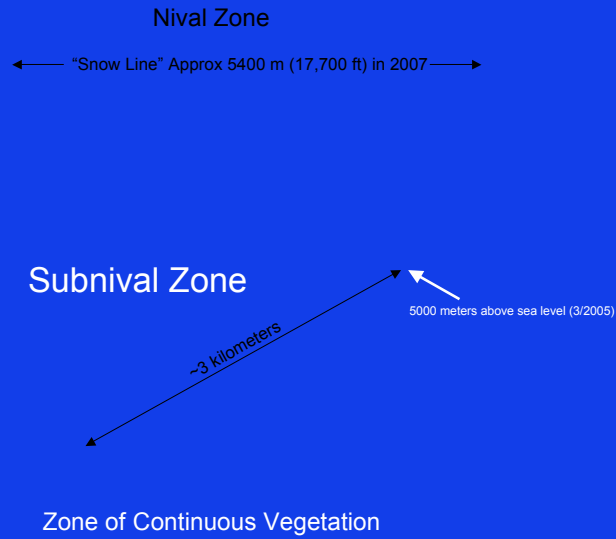 Nival Zone
“Snow Line” Approx 5400 m (17,700 ft) in 2007
Subnival Zone
5000 meters above sea level (3/2005)
~3 kilometers
Zone of Continuous Vegetation